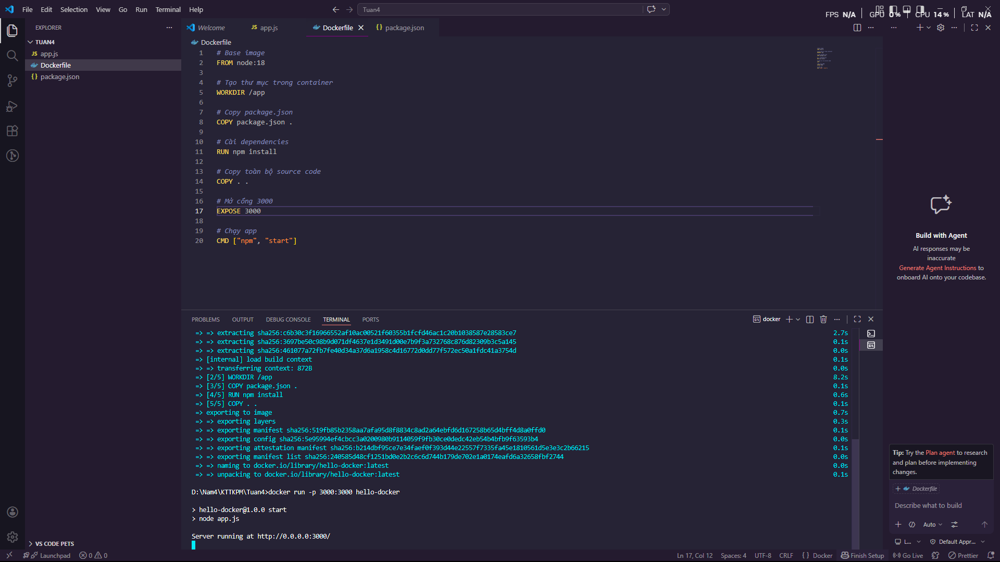 File Edit Selection View Go Run Terminal Help
Tuan4
FPS N/A GPU 0% CPU 14% LAT N/A
EXPLORER
TUAN4
JS app.js
Dockerfile
{} package.json
VS CODE PETS
Welcome
JS app.js
Dockerfile
{} package.json
Dockerfile
1 # Base image
2 FROM node:18
3
4 # Tạo thư mục trong container
5 WORKDIR /app
6
7 # Copy package.json
8 COPY package.json .
9
10 # Cài dependencies
11 RUN npm install
12
13 # Copy toàn bộ source code
14 COPY . .
15
16 # Mở cổng 3000
17 EXPOSE 3000
18
19 # Chạy app
20 CMD ["npm", "start"]
PROBLEMS OUTPUT DEBUG CONSOLE TERMINAL PORTS
docker
=> => extracting sha256:c6b30c3f16966552af10ac00521f60355b1fcfd46ac1c20b1038587e28583ce7 2.7s
=> => extracting sha256:3697be50c98b9d071df4637e1d3491d00e7b9f3a732768c876d82309b3c5a145 0.1s
=> => extracting sha256:461077a72fb7fe40d34a37d6a1958c4d16772d0dd77f572ec50a1fdc41a3754d 0.0s
=> [internal] load build context 0.1s
=> => transferring context: 872B 0.0s
=> [2/5] WORKDIR /app 8.2s
=> [3/5] COPY package.json . 0.1s
=> [4/5] RUN npm install 0.6s
=> [5/5] COPY . . 0.1s
=> exporting to image 0.7s
=> => exporting layers 0.3s
=> => exporting manifest sha256:519fb85b2358aa7afa95d8f8834c8ad2a64ebfd6d167258b65d4bff4d8a0ffd0 0.1s
=> => exporting config sha256:5e95994ef4cbcc3a0200980b9114059f9fb30ce0dedc42eb54b4bfb9f63593b4 0.0s
=> => exporting attestation manifest sha256:b214dbf95ce7e34faef0f393d44e22557f7335fa45e1810561d5e3e3c2b66215 0.1s
=> => exporting manifest list sha256:240585d48cf1251bd0e2b2c6c6d744b179de702e1a0174eafd6a32658fbf2744 0.0s
=> => naming to docker.io/library/hello-docker:latest 0.0s
=> => unpacking to docker.io/library/hello-docker:latest 0.1s
D:\Nam4\KTTKPM\Tuan4>docker run -p 3000:3000 hello-docker
> hello-docker@1.0.0 start
> node app.js
Server running at http://0.0.0.0:3000/
Build with Agent
AI responses may be
inaccurate
Generate Agent Instructions to
onboard AI onto your codebase.
Tip: Try the Plan agent to research
and plan before implementing
changes.
Dockerfile
Describe what to build
Auto
L... Default Appr...
Launchpad 0 0
Ln 17, Col 12 Spaces: 4 UTF-8 CRLF {} Docker Finish Setup Go Live Prettier